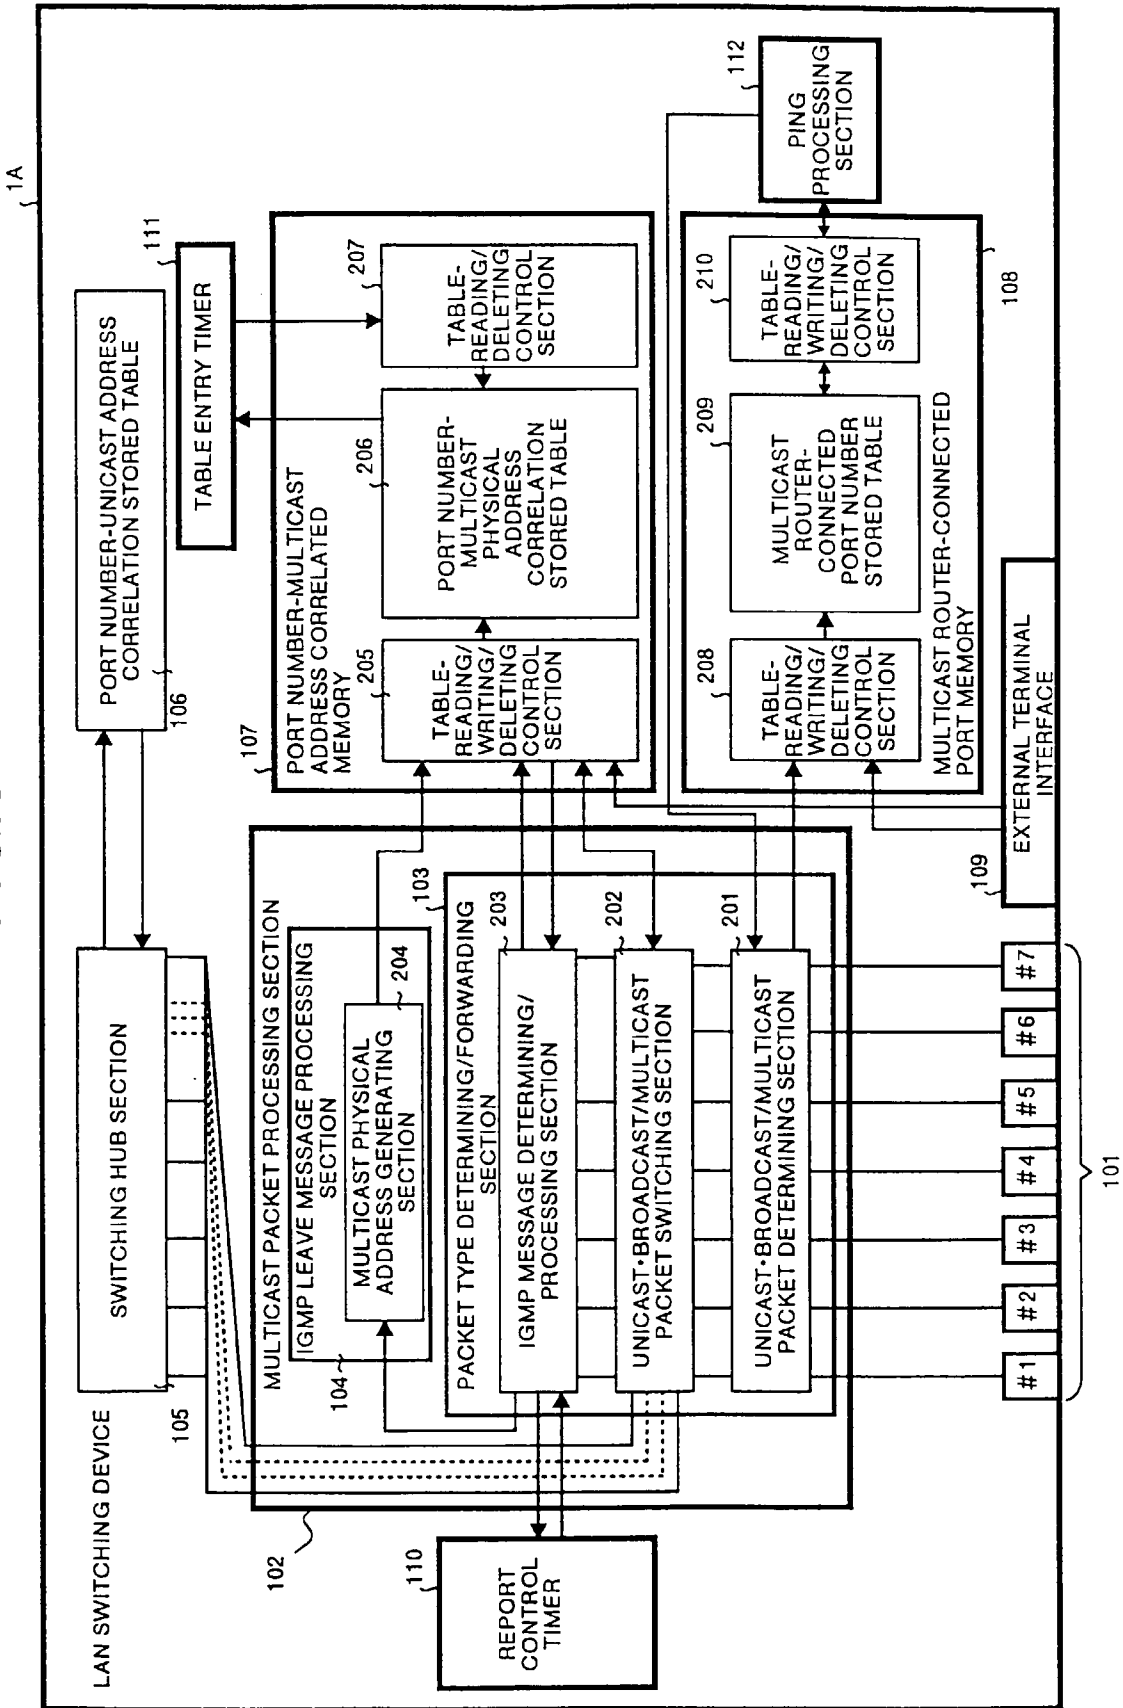 1A
LAN SWITCHING DEVICE
SWITCHING HUB SECTION
105
PORT NUMBER-UNICAST ADDRESS
CORRELATION STORED TABLE
106
TABLE ENTRY TIMER
111
102
MULTICAST PACKET PROCESSING SECTION
IGMP LEAVE MESSAGE PROCESSING
SECTION
104
MULTICAST PHYSICAL
ADDRESS GENERATING
SECTION
204
103
PACKET TYPE DETERMINING/FORWARDING
SECTION
IGMP MESSAGE DETERMINING/
PROCESSING SECTION
203
UNICAST•BROADCAST/MULTICAST
PACKET SWITCHING SECTION
202
UNICAST•BROADCAST/MULTICAST
PACKET DETERMINING SECTION
201
REPORT
CONTROL
TIMER
110
107
PORT NUMBER-MULTICAST
ADDRESS CORRELATED
MEMORY
205
TABLE-
READING/
WRITING/
DELETING
CONTROL
SECTION
206
PORT NUMBER-
MULTICAST
PHYSICAL
ADDRESS
CORRELATION
STORED TABLE
207
TABLE-
READING/
DELETING
CONTROL
SECTION
208
TABLE-
READING/
WRITING/
DELETING
CONTROL
SECTION
209
MULTICAST
ROUTER-
CONNECTED
PORT NUMBER
STORED TABLE
210
TABLE-
READING/
WRITING/
DELETING
CONTROL
SECTION
MULTICAST ROUTER-CONNECTED
PORT MEMORY
108
112
PING
PROCESSING
SECTION
109
EXTERNAL TERMINAL
INTERFACE
#1
#2
#3
#4
#5
#6
#7
101